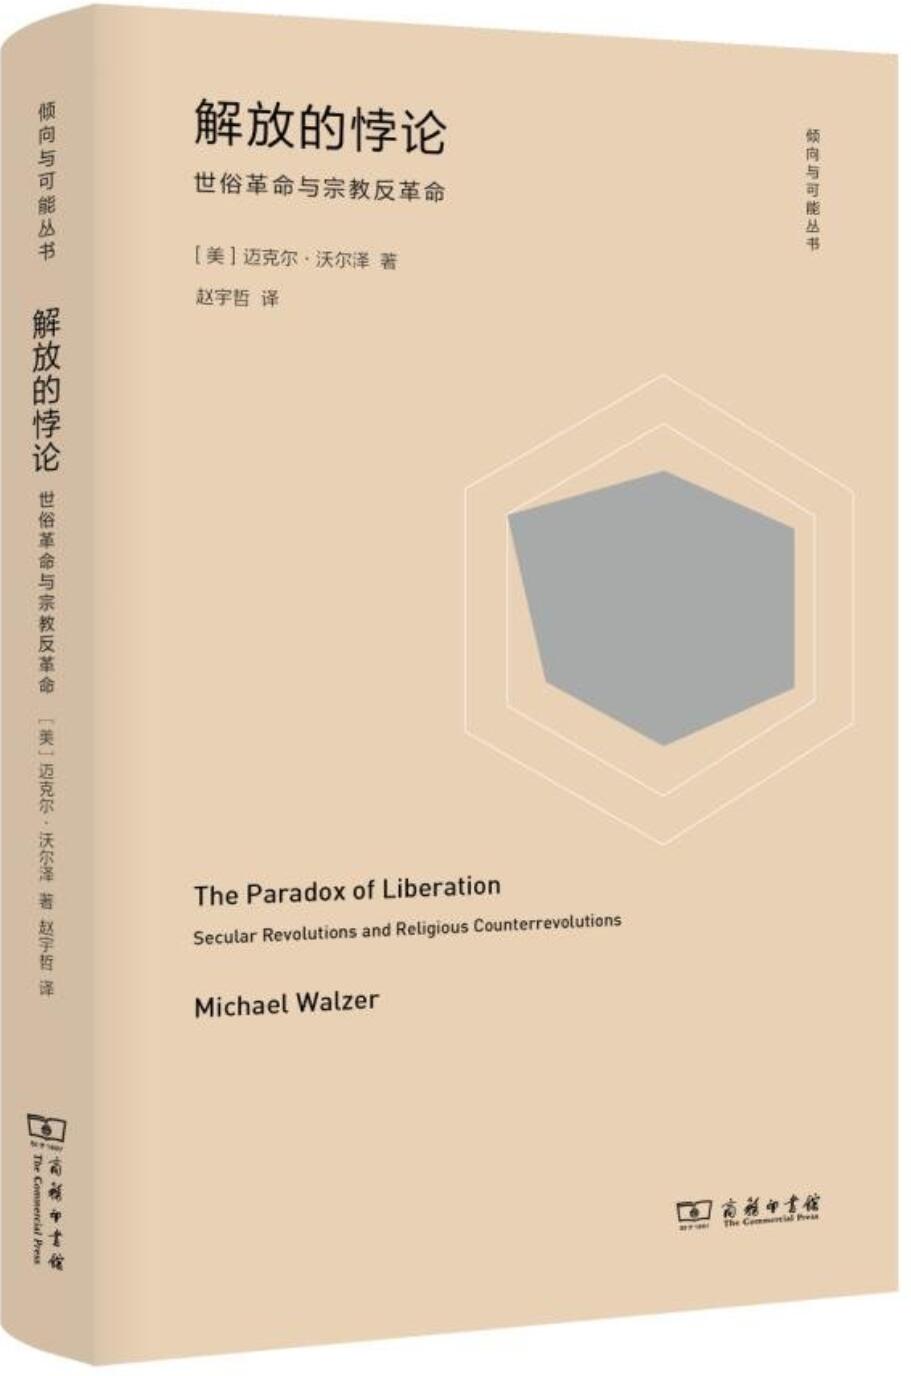 解放的悖论
世俗革命与宗教反革命
[美] 迈克尔·沃尔泽 著
赵宇哲 译
倾向与可能丛书
The Paradox of Liberation
Secular Revolutions and Religious Counterrevolutions
Michael Walzer
商务印书馆
The Commercial Press
倾向与可能丛书
解放的悖论
世俗革命与宗教反革命
[美] 迈克尔·沃尔泽 著 赵宇哲 译
商务印书馆
The Commercial Press